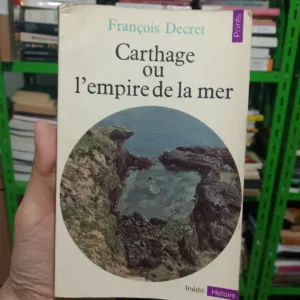 François Decret
Points
Carthage
ou
l'empire de la mer
Inédit
Histoire